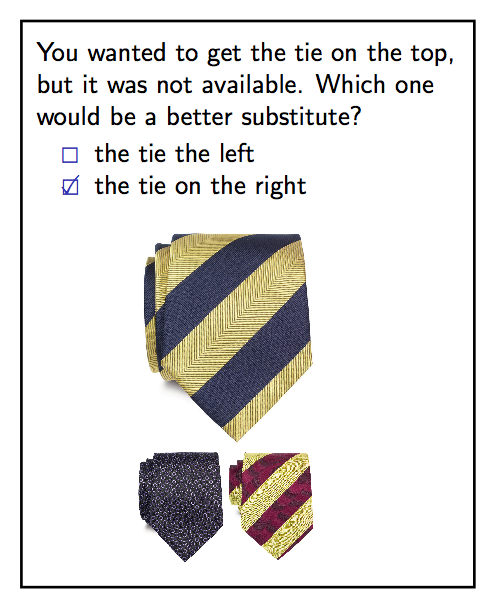 You wanted to get the tie on the top,
but it was not available. Which one
would be a better substitute?
the tie the left
the tie on the right